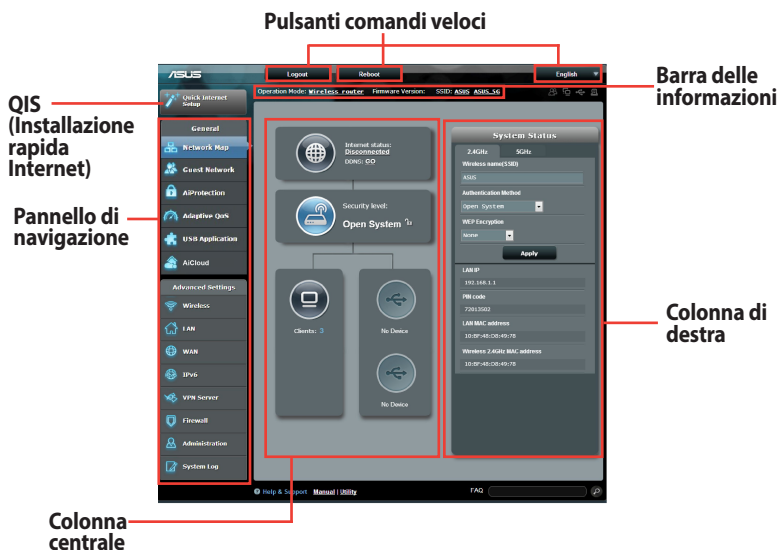 Pulsanti comandi veloci
/SUS
Logout
Reboot
English
Quick Internet
Setup
Operation Mode: Wireless router Firmware Version: SSID: ASUS ASUS_5G
Barra delle
informazioni
QIS
(Installazione
rapida
Internet)
General
Network Map
Guest Network
AiProtection
Adaptive QoS
USB Application
AiCloud
Pannello di
navigazione
Advanced Settings
Wireless
LAN
WAN
IPv6
VPN Server
Firewall
Administration
System Log
Internet status:
Disconnected
DDNS: GO
Security level:
Open System
Clients: 3
No Device
No Device
System Status
2.4GHz
5GHz
Wireless name(SSID)
ASUS
Authentication Method
Open System
WEP Encryption
None
Apply
LAN IP
192.168.1.1
PIN code
72013502
LAN MAC address
10:BF:48:D8:49:78
Wireless 2.4GHz MAC address
10:BF:48:D8:49:78
Colonna di
destra
Help & Support Manual | Utility
FAQ
Colonna
centrale